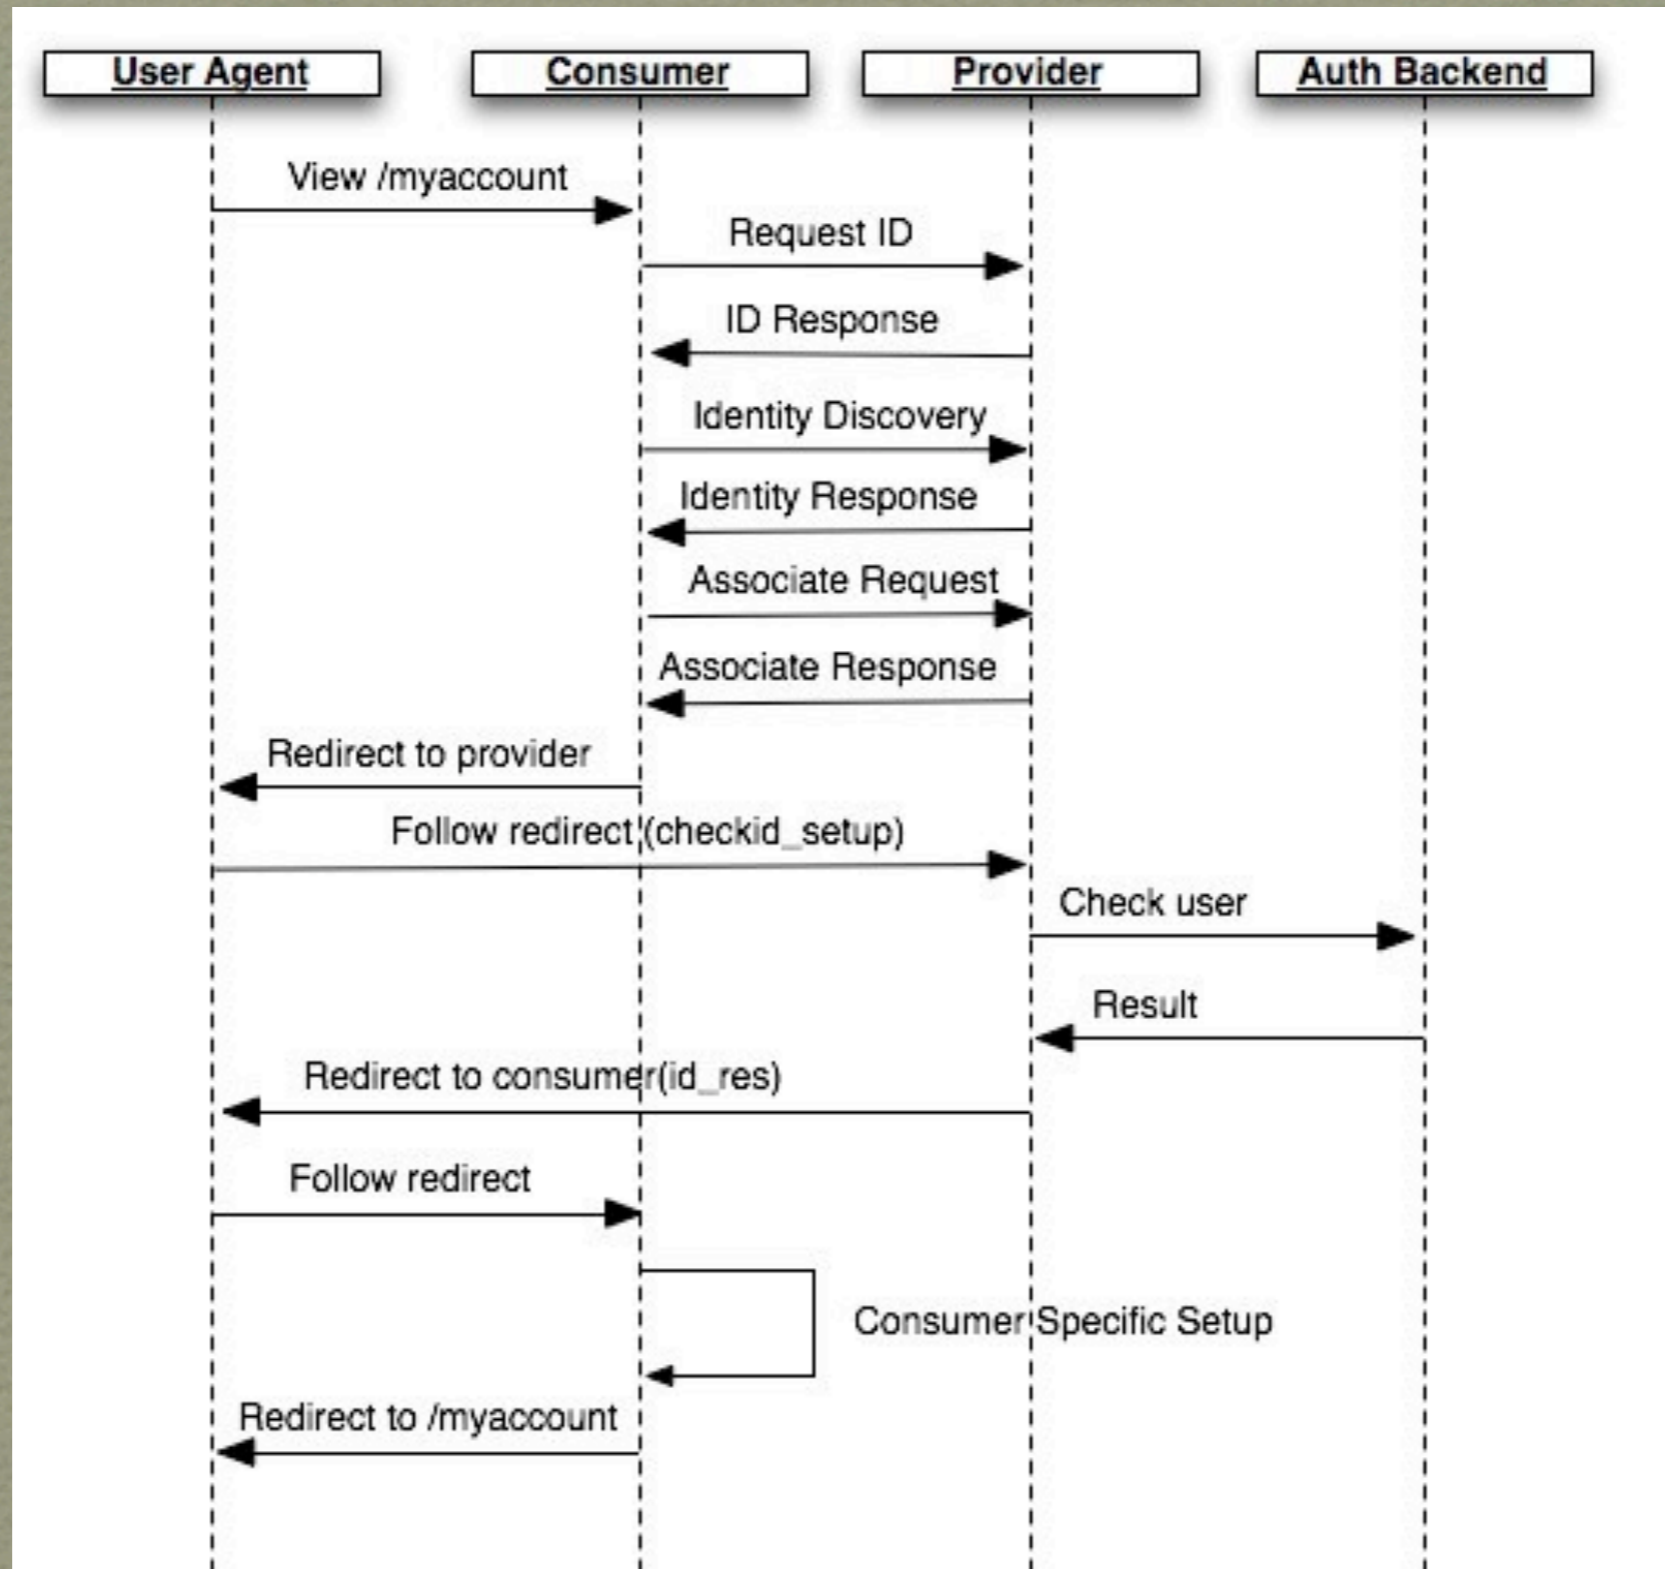 User Agent
Consumer
Provider
Auth Backend
View /myaccount
Request ID
ID Response
Identity Discovery
Identity Response
Associate Request
Associate Response
Redirect to provider
Follow redirect (checkid_setup)
Check user
Result
Redirect to consumer(id_res)
Follow redirect
Consumer Specific Setup
Redirect to /myaccount